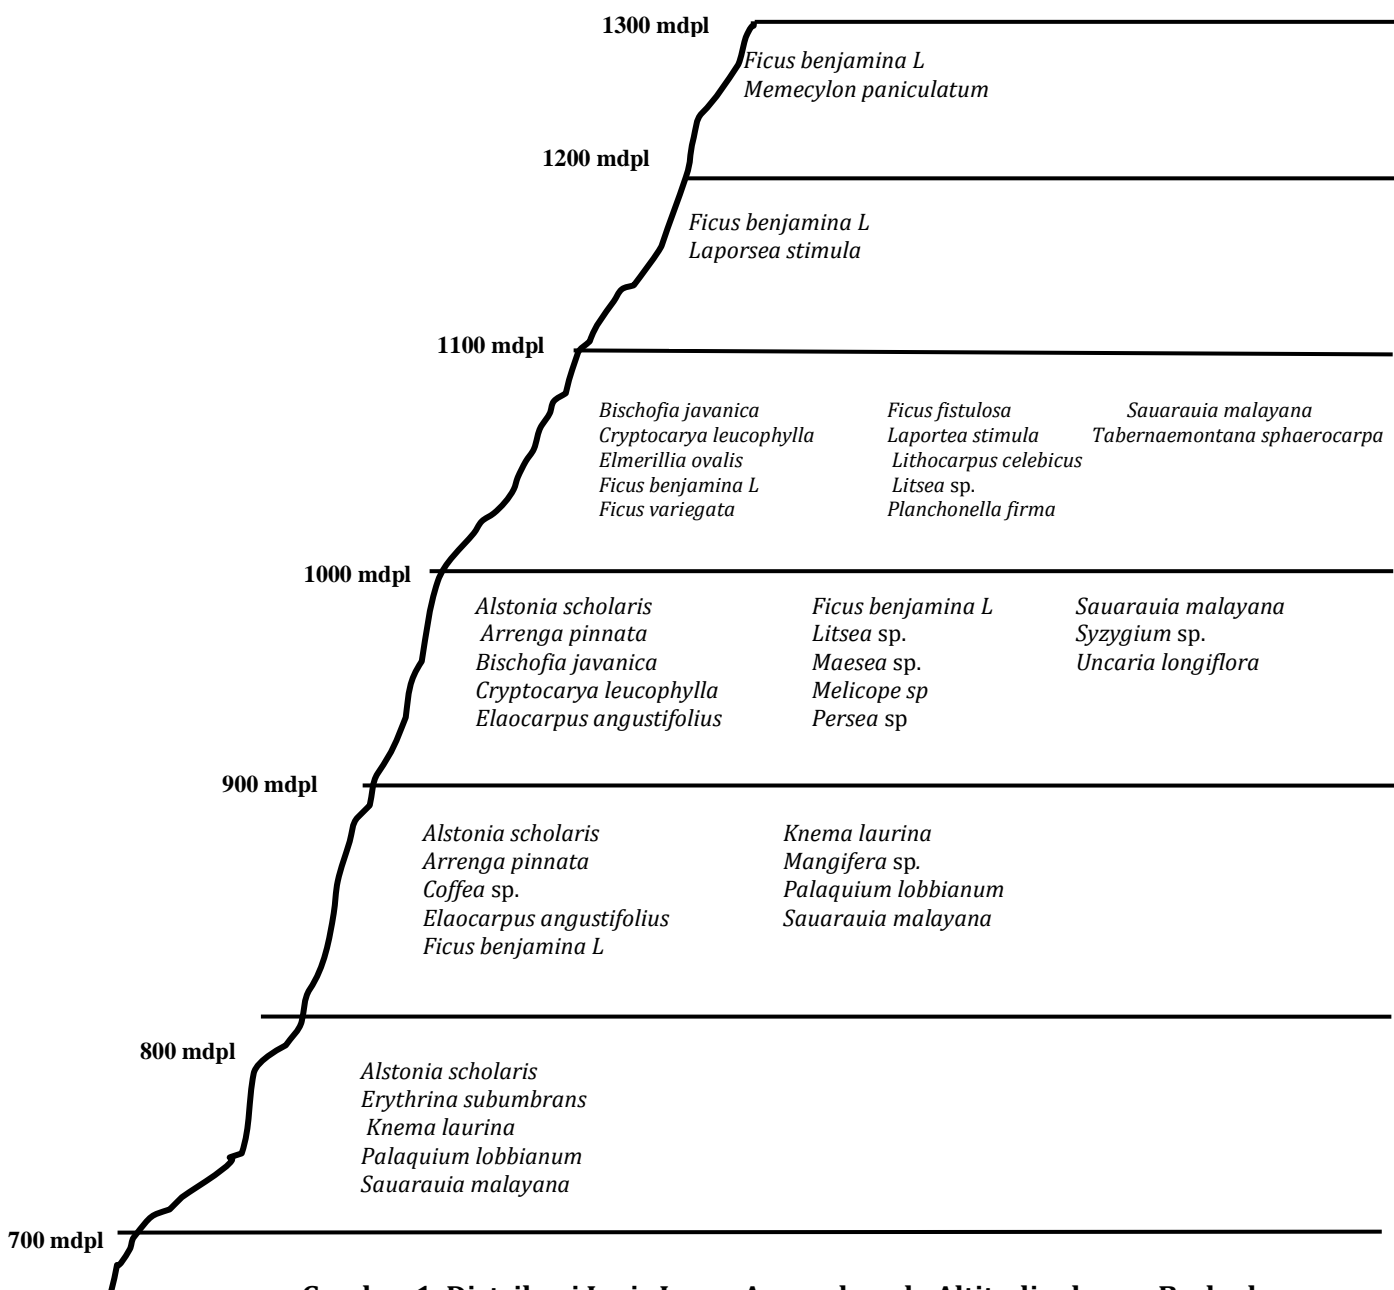 1300 mdpl
Ficus benjamina L
Memecylon paniculatum
1200 mdpl
Ficus benjamina L
Laporsea stimula
1100 mdpl
Bischofia javanica
Cryptocarya leucophylla
Elmerillia ovalis
Ficus benjamina L
Ficus variegata
Ficus fistulosa
Laportea stimula
Lithocarpus celebicus
Litsea sp.
Planchonella firma
Sauarauia malayana
Tabernaemontana sphaerocarpa
1000 mdpl
Alstonia scholaris
Arrenga pinnata
Bischofia javanica
Cryptocarya leucophylla
Elaocarpus angustifolius
Ficus benjamina L
Litsea sp.
Maesea sp.
Melicope sp
Persea sp
Sauarauia malayana
Syzygium sp.
Uncaria longiflora
900 mdpl
Alstonia scholaris
Arrenga pinnata
Coffea sp.
Elaocarpus angustifolius
Ficus benjamina L
Knema laurina
Mangifera sp.
Palaquium lobbianum
Sauarauia malayana
800 mdpl
Alstonia scholaris
Erythrina subumbrans
Knema laurina
Palaquium lobbianum
Sauarauia malayana
700 mdpl